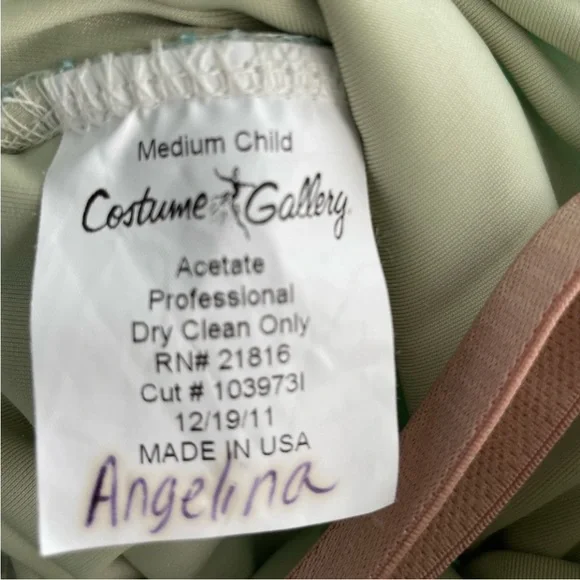 Medium Child
Costume Gallery
Acetate
Professional
Dry Clean Only
RN# 21816
Cut # 103973I
12/19/11
MADE IN USA
Angelina